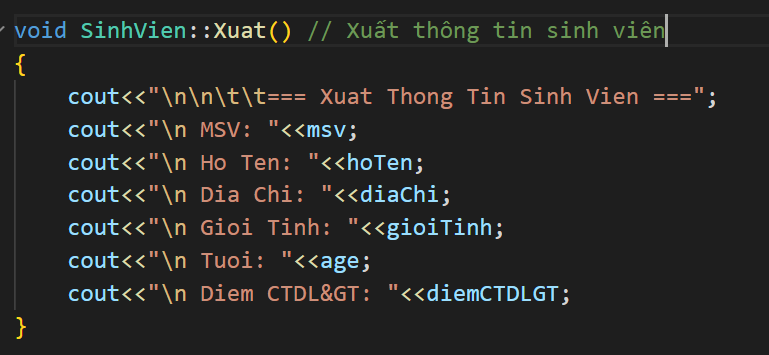 void SinhVien::Xuat() // Xuất thông tin sinh viên
{
    cout<<"\n\n\t\t=== Xuat Thong Tin Sinh Vien ===";
    cout<<"\n MSV: "<<msv;
    cout<<"\n Ho Ten: "<<hoTen;
    cout<<"\n Dia Chi: "<<diaChi;
    cout<<"\n Gioi Tinh: "<<gioiTinh;
    cout<<"\n Tuoi: "<<age;
    cout<<"\n Diem CTDL&GT: "<<diemCTDLGT;
}